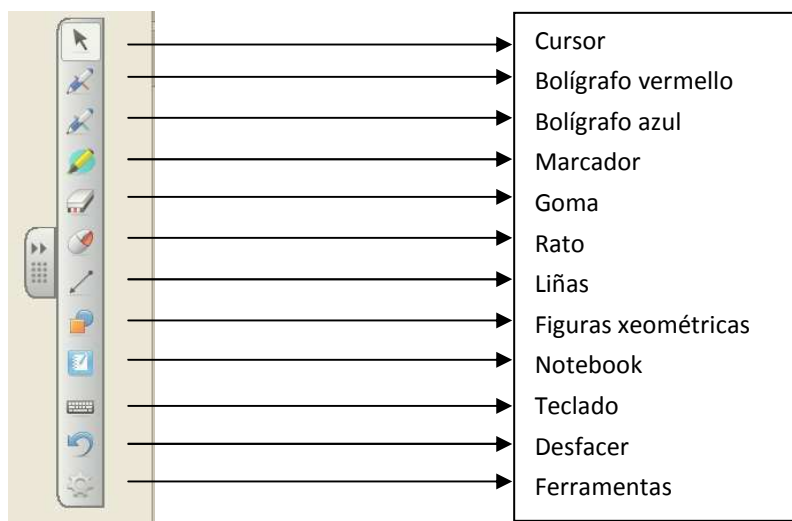 Cursor
Bolígrafo vermello
Bolígrafo azul
Marcador
Goma
Rato
Liñas
Figuras xeométricas
Notebook
Teclado
Desfacer
Ferramentas